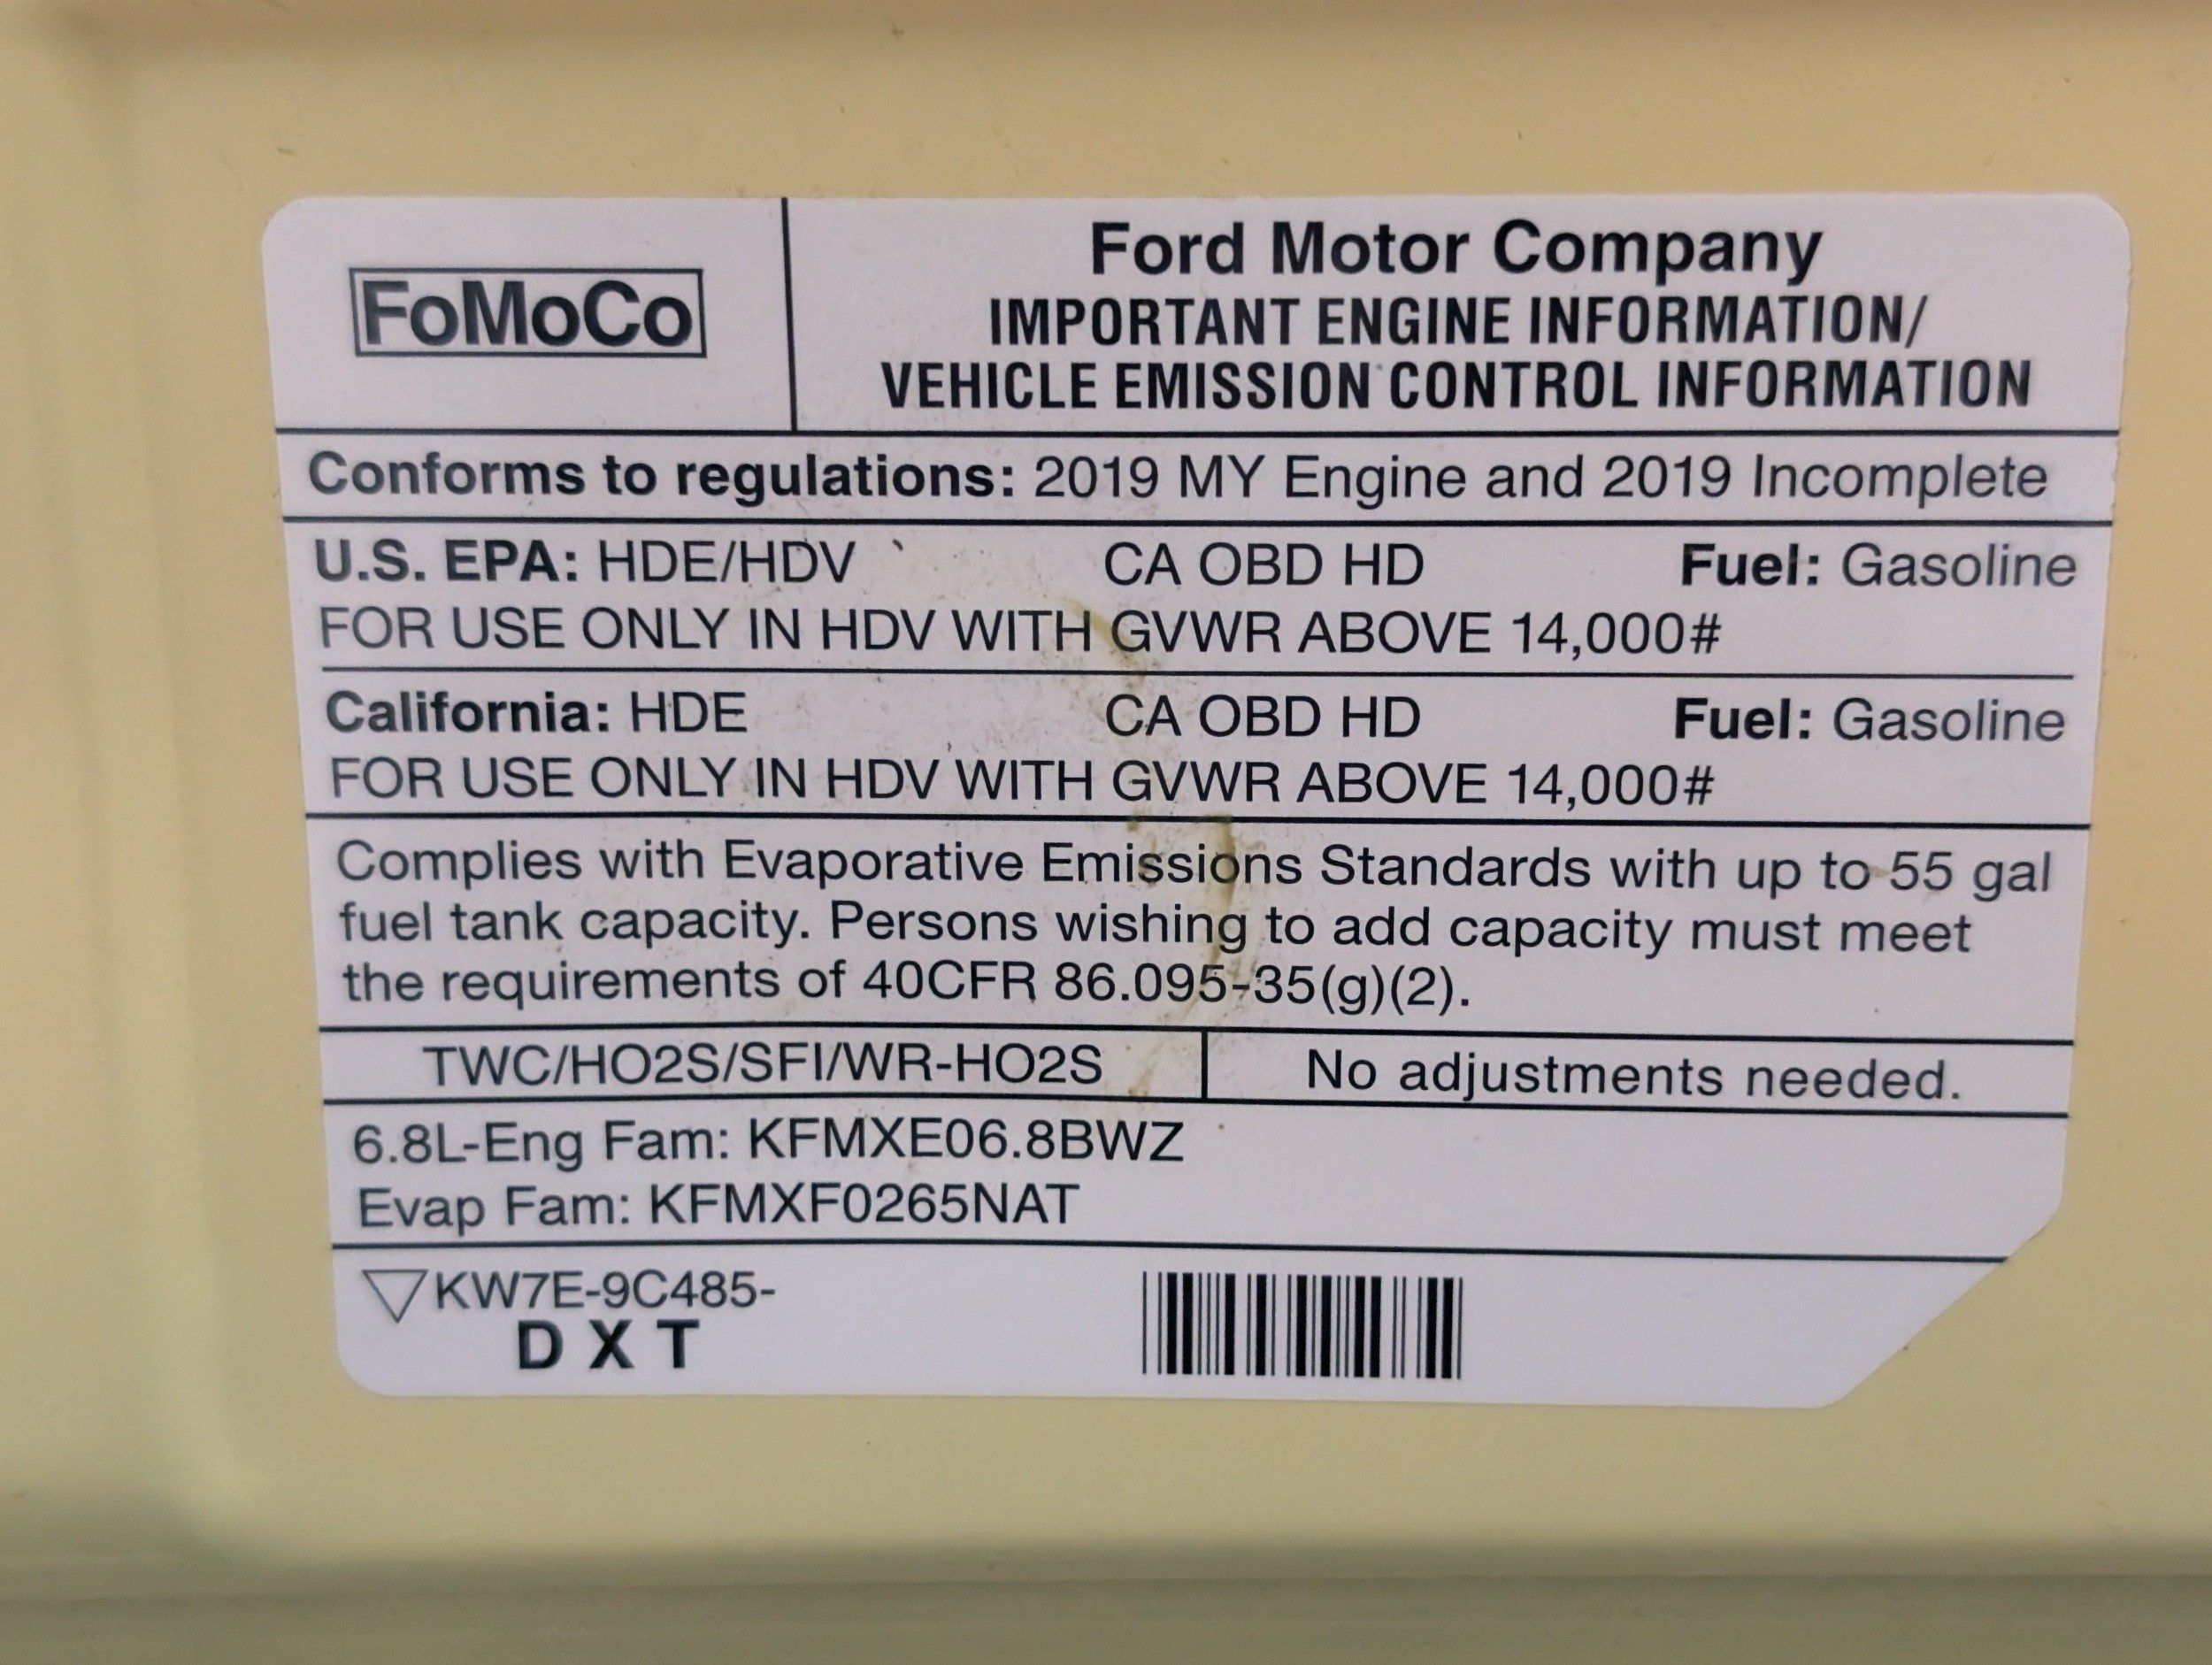 FoMoCo
Ford Motor Company
IMPORTANT ENGINE INFORMATION/
VEHICLE EMISSION CONTROL INFORMATION
Conforms to regulations: 2019 MY Engine and 2019 Incomplete
U.S. EPA: HDE/HDV CA OBD HD Fuel: Gasoline
FOR USE ONLY IN HDV WITH GVWR ABOVE 14,000#
California: HDE CA OBD HD Fuel: Gasoline
FOR USE ONLY IN HDV WITH GVWR ABOVE 14,000#
Complies with Evaporative Emissions Standards with up to 55 gal
fuel tank capacity. Persons wishing to add capacity must meet
the requirements of 40CFR 86.095-35(g)(2).
TWC/HO2S/SFI/WR-HO2S No adjustments needed.
6.8L-Eng Fam: KFMXE06.8BWZ
Evap Fam: KFMXF0265NAT
KW7E-9C485-
D X T